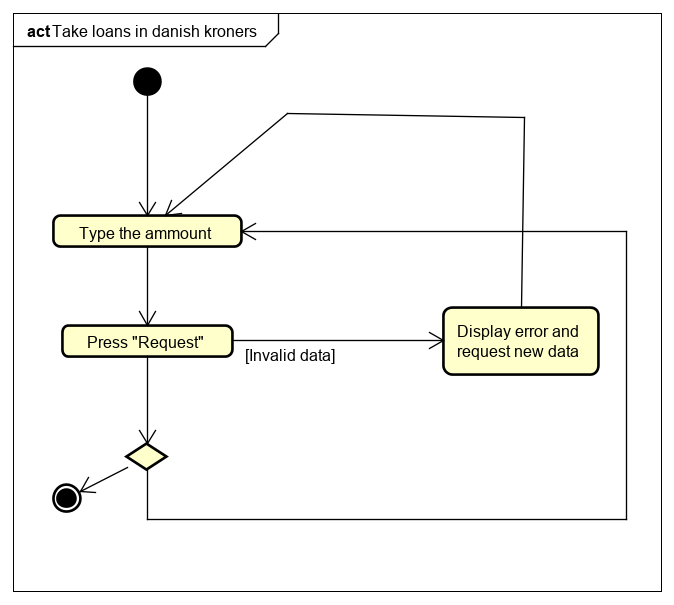 act Take loans in danish kroners
Type the ammount
Press "Request"
[Invalid data]
Display error and
request new data